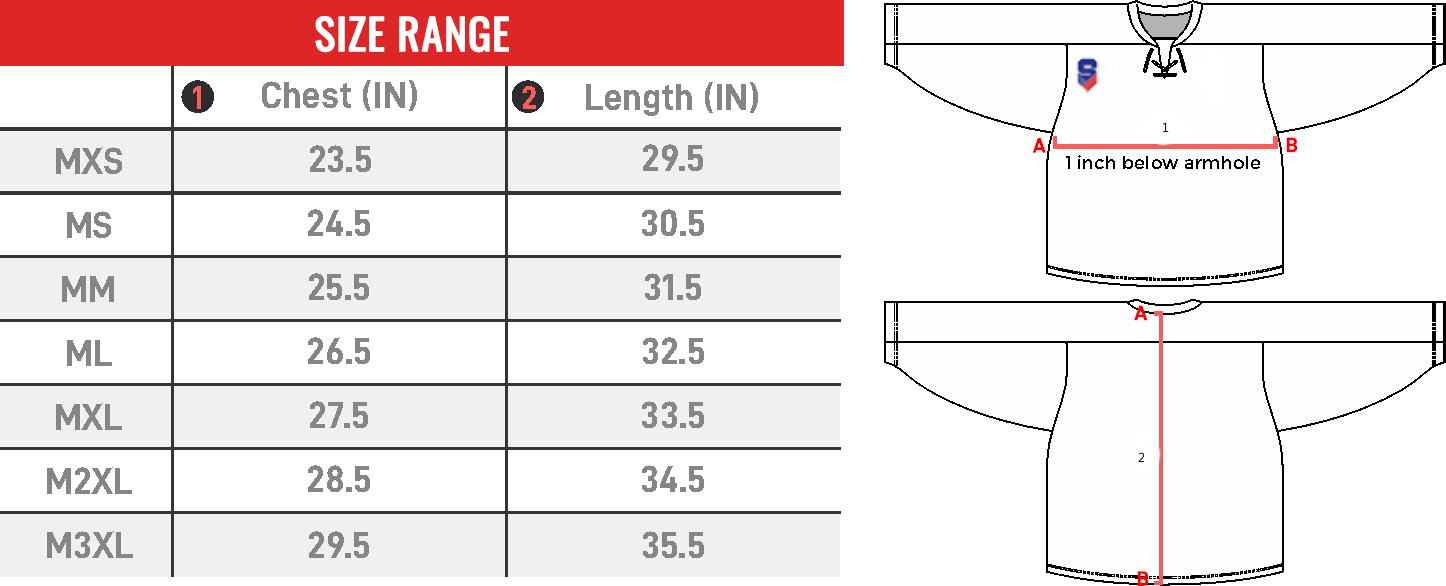 SIZE RANGE
1 Chest (IN) 2 Length (IN)
MXS 23.5 29.5
MS 24.5 30.5
MM 25.5 31.5
ML 26.5 32.5
MXL 27.5 33.5
M2XL 28.5 34.5
M3XL 29.5 35.5
S
1
A B
1 inch below armhole
A
2
B